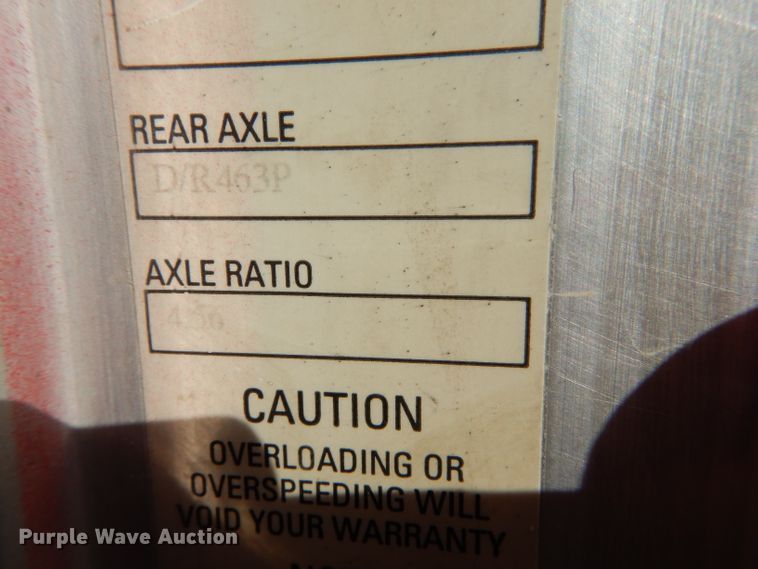 REAR AXLE
D/R463P
AXLE RATIO
4.56
CAUTION
OVERLOADING OR
OVERSPEEDING WILL
VOID YOUR WARRANTY
Purple Wave Auction